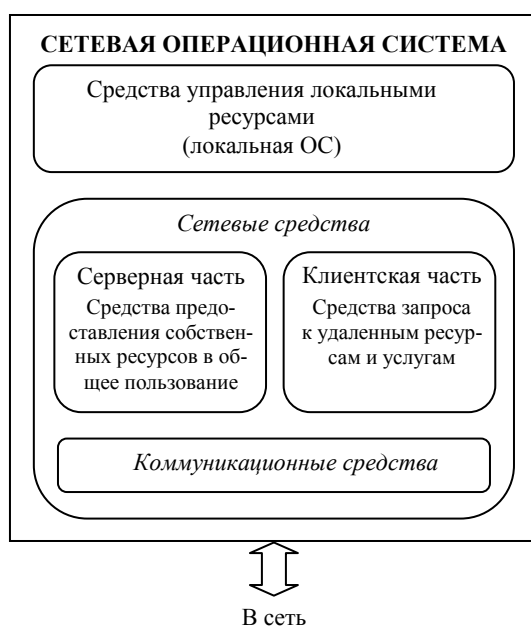 СЕТЕВАЯ ОПЕРАЦИОННАЯ СИСТЕМА
Средства управления локальными
ресурсами
(локальная ОС)
Сетевые средства
Серверная часть
Средства предо-
ставления собствен-
ных ресурсов в об-
щее пользование
Клиентская часть
Средства запроса
к удаленным ресур-
сам и услугам
Коммуникационные средства
В сеть